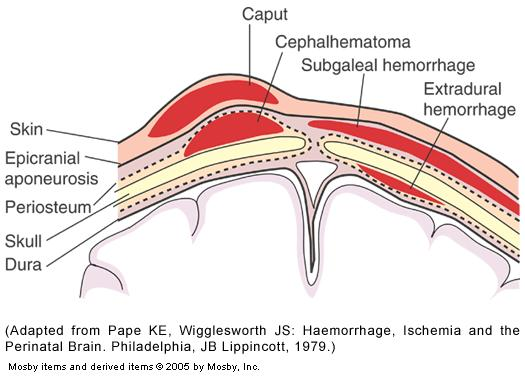 Caput
Cephalhematoma
Subgaleal hemorrhage
Extradural
hemorrhage
Skin
Epicranial
aponeurosis
Periosteum
Skull
Dura
(Adapted from Pape KE, Wigglesworth JS: Haemorrhage, Ischemia and the
Perinatal Brain. Philadelphia, JB Lippincott, 1979.)
Mosby items and derived items © 2005 by Mosby, Inc.